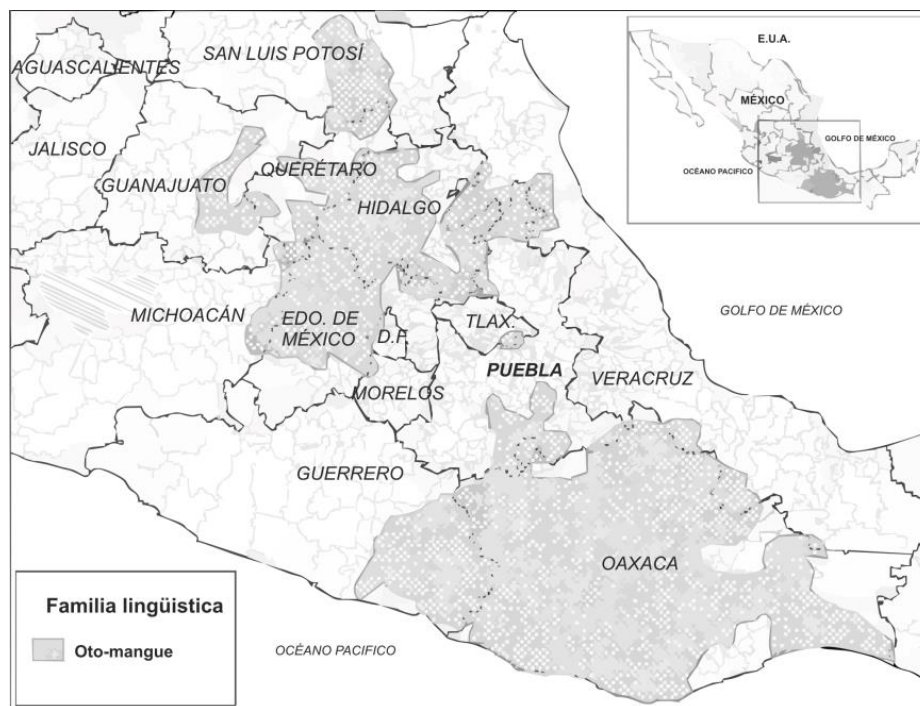 SAN LUIS POTOSÍ
AGUASCALIENTES
JALISCO
GUANAJUATO
QUERÉTARO
HIDALGO
MICHOACÁN
EDO. DE
MÉXICO
D.F.
TLAX.
MORELOS
PUEBLA
VERACRUZ
GUERRERO
OAXACA
GOLFO DE MÉXICO
OCÉANO PACIFICO
E.U.A.
MÉXICO
GOLFO DE MÉXICO
OCÉANO PACIFICO
Familia lingüistica
Oto-mangue